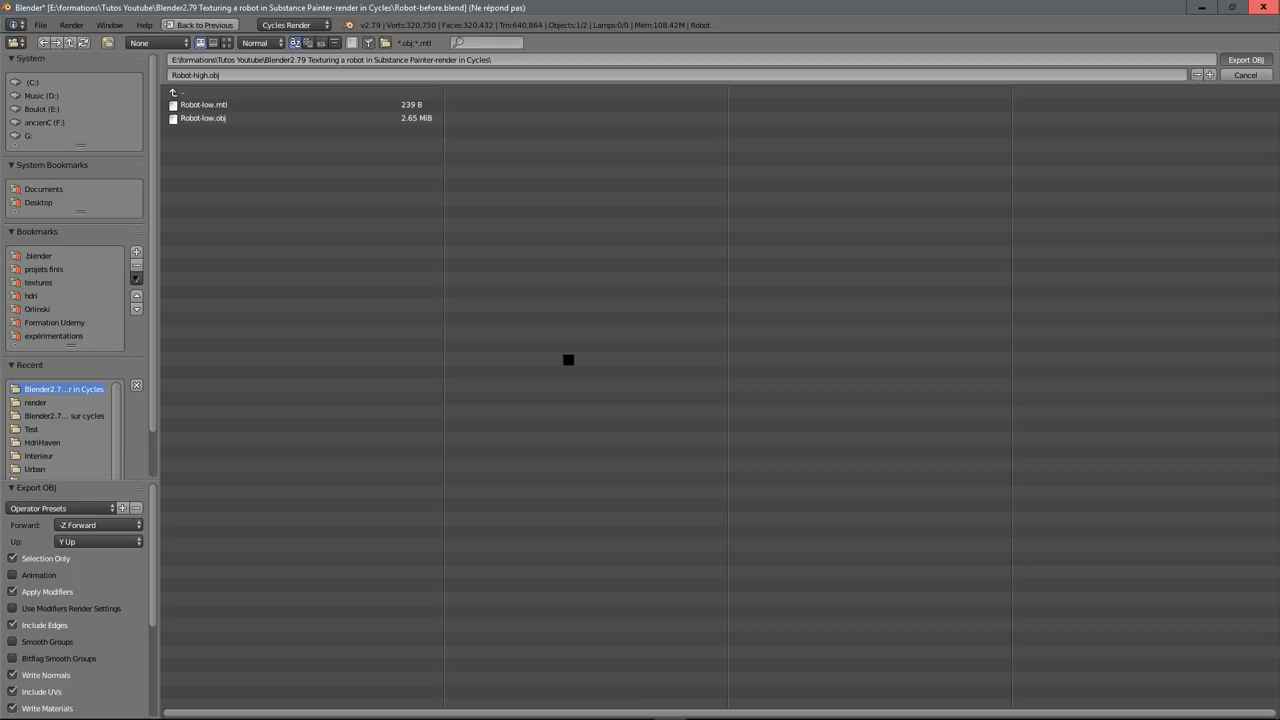 Blender* [E:\formations\Tutos Youtube\Blender2.79 Texturing a robot in Substance Painter-render in Cycles\Robot-before.blend] (Ne répond pas)
File Render Window Help Back to Previous Cycles Render v2.79 | Verts:320,750 | Faces:320,432 | Tris:640,864 | Objects:1/2 | Lamps:0/0 | Mem:108.42M | Robot
None Normal *.obj;*.mtl
System
E:\formations\Tutos Youtube\Blender2.79 Texturing a robot in Substance Painter-render in Cycles\ Export OBJ
Robot-high.obj Cancel
(C:)
..
Music (D:)
Robot-low.mtl 239 B
Boulot (E:)
Robot-low.obj 2.65 MiB
ancienC (F:)
G:
System Bookmarks
Documents
Desktop
Bookmarks
.blender
projets finis
textures
hdri
Orlinski
Formation Udemy
expérimentations
Recent
Blender2.7...r in Cycles
render
Blender2.7... sur cycles
Test
HdriHaven
Interieur
Urban
Export OBJ
Operator Presets
Forward: -Z Forward
Up: Y Up
Selection Only
Animation
Apply Modifiers
Use Modifiers Render Settings
Include Edges
Smooth Groups
Bitflag Smooth Groups
Write Normals
Include UVs
Write Materials